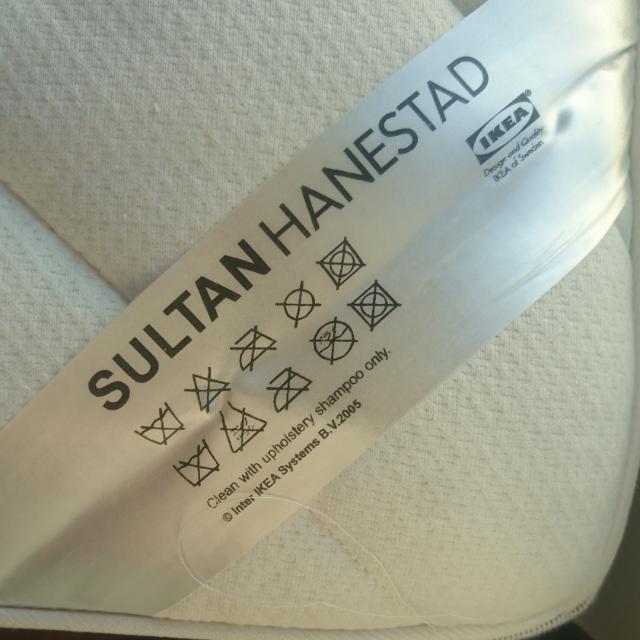 SULTAN HANESTAD
IKEA®
Design and Quality
IKEA of Sweden
Clean with upholstery shampoo only.
© Inter IKEA Systems B.V. 2005